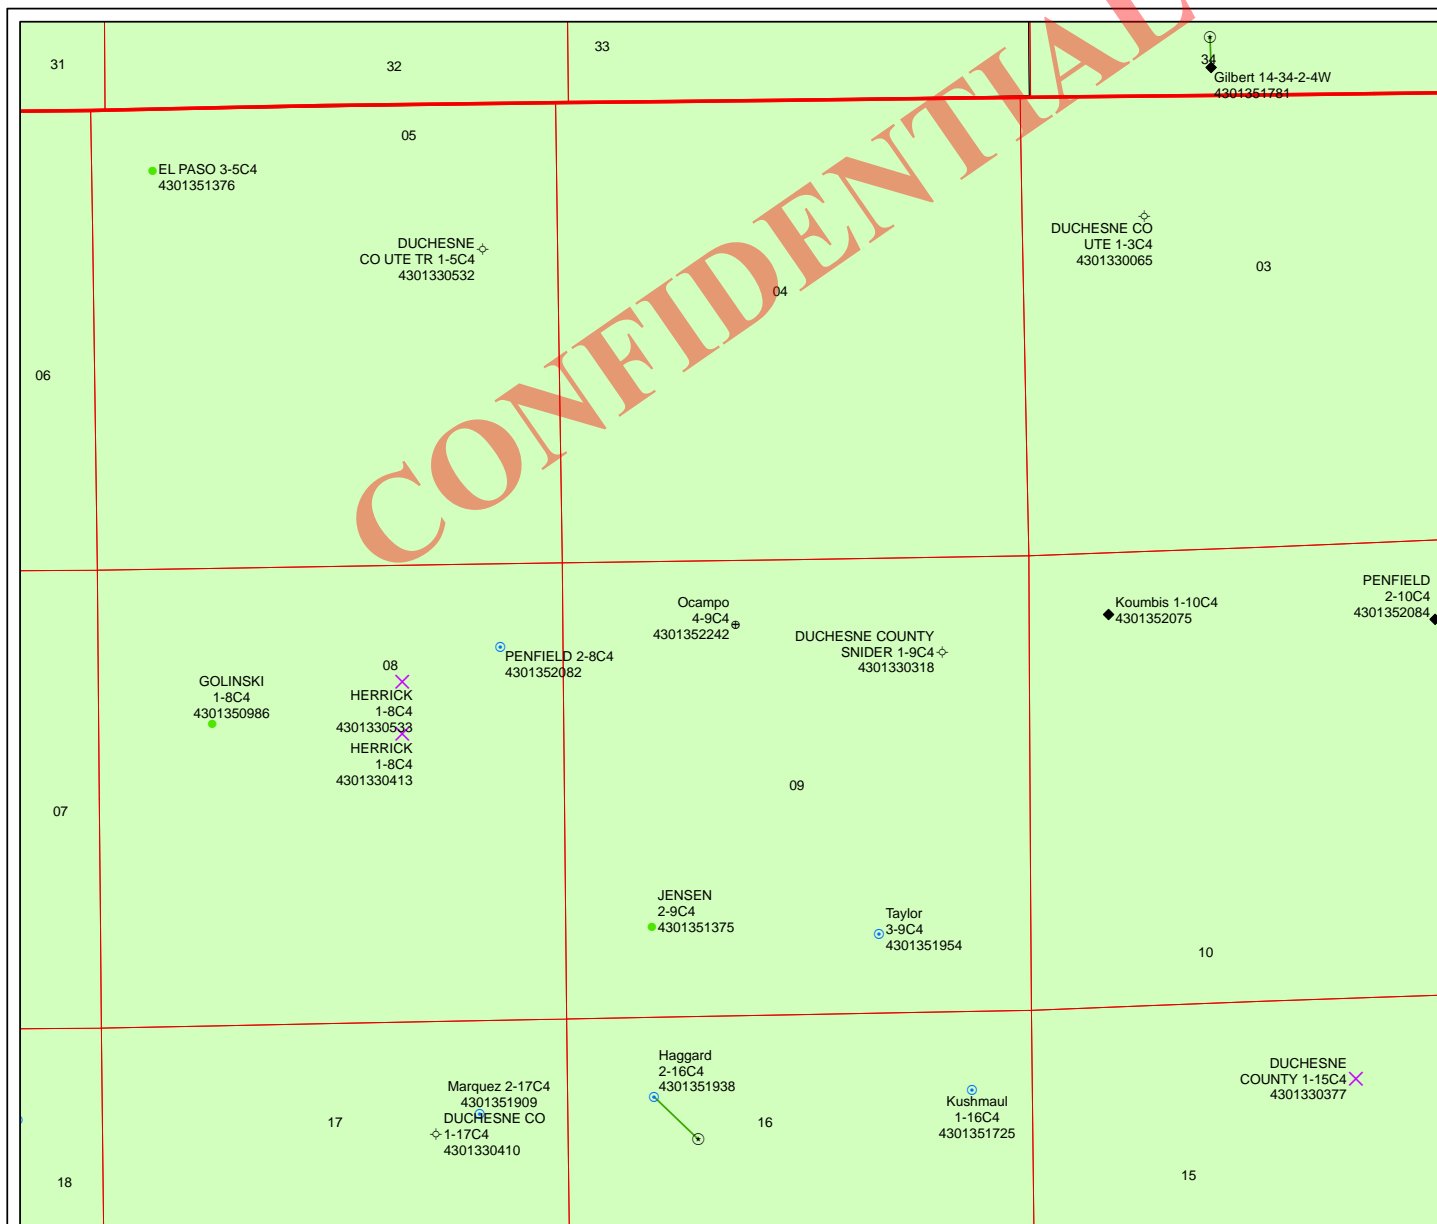 31
32
33
34
Gilbert 14-34-2-4W
4301351781
05
EL PASO 3-5C4
4301351376
DUCHESNE
CO UTE TR 1-5C4
4301330532
04
DUCHESNE CO
UTE 1-3C4
4301330065
03
06
CONFIDENTIAL
Ocampo
4-9C4
4301352242
DUCHESNE COUNTY
SNIDER 1-9C4
4301330318
Koumbis 1-10C4
4301352075
PENFIELD
2-10C4
4301352084
PENFIELD 2-8C4
4301352082
08
GOLINSKI
1-8C4
4301350986
HERRICK
1-8C4
4301330533
HERRICK
1-8C4
4301330413
09
07
JENSEN
2-9C4
4301351375
Taylor
3-9C4
4301351954
10
Haggard
2-16C4
4301351938
Marquez 2-17C4
4301351909
DUCHESNE CO
1-17C4
4301330410
17
16
Kushmaul
1-16C4
4301351725
DUCHESNE
COUNTY 1-15C4
4301330377
18
15